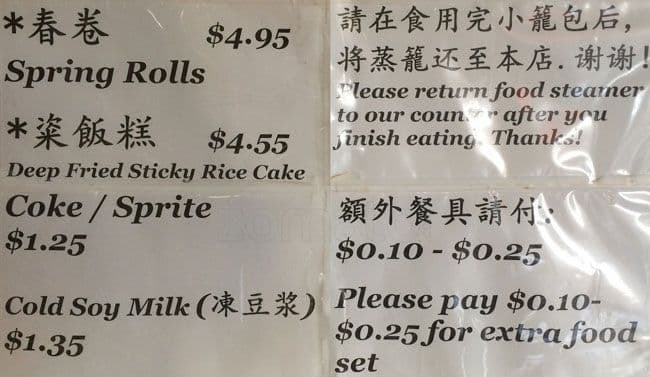 *春卷 $4.95
Spring Rolls
*粢飯糕 $4.55
Deep Fried Sticky Rice Cake
Coke / Sprite
$1.25
Cold Soy Milk (凍豆浆)
$1.35
請在食用完小籠包后,
將蒸籠还至本店. 谢谢!
Please return food steamer
to our counter after you
finish eating. Thanks!
額外餐具請付:
$0.10 - $0.25
Please pay $0.10-
$0.25 for extra food
set